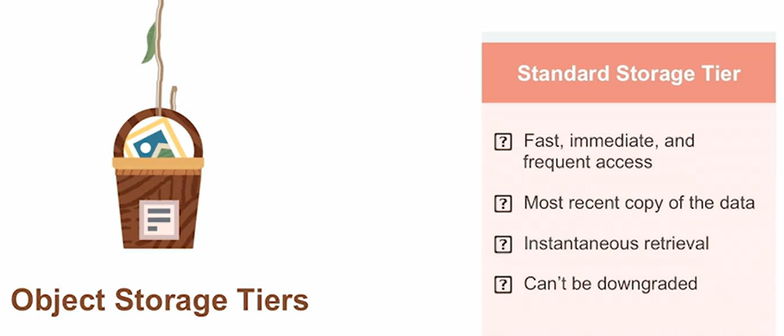 Standard Storage Tier
Fast, immediate, and
frequent access
Most recent copy of the data
Instantaneous retrieval
Can't be downgraded
Object Storage Tiers